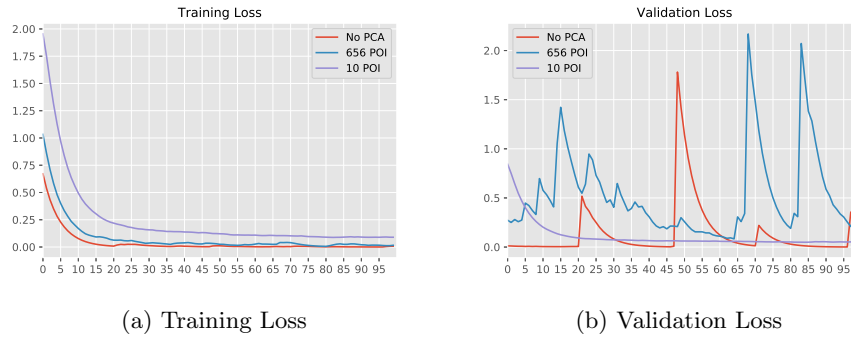 Training Loss
2.00
1.75
1.50
1.25
1.00
0.75
0.50
0.25
0.00
No PCA
656 POI
10 POI
0 5 10 15 20 25 30 35 40 45 50 55 60 65 70 75 80 85 90 95
(a) Training Loss
Validation Loss
2.0
1.5
1.0
0.5
0.0
No PCA
656 POI
10 POI
0 5 10 15 20 25 30 35 40 45 50 55 60 65 70 75 80 85 90 95
(b) Validation Loss